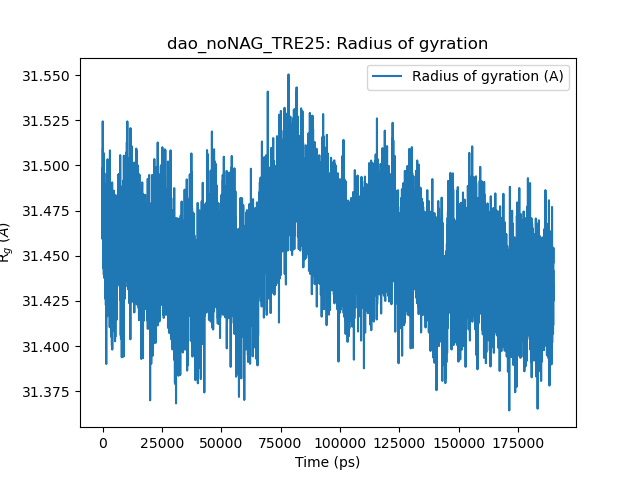 dao_noNAG_TRE25: Radius of gyration
Radius of gyration (A)
31.550
31.525
31.500
31.475
31.450
31.425
31.400
31.375
R_g (A)
0 25000 50000 75000 100000 125000 150000 175000
Time (ps)